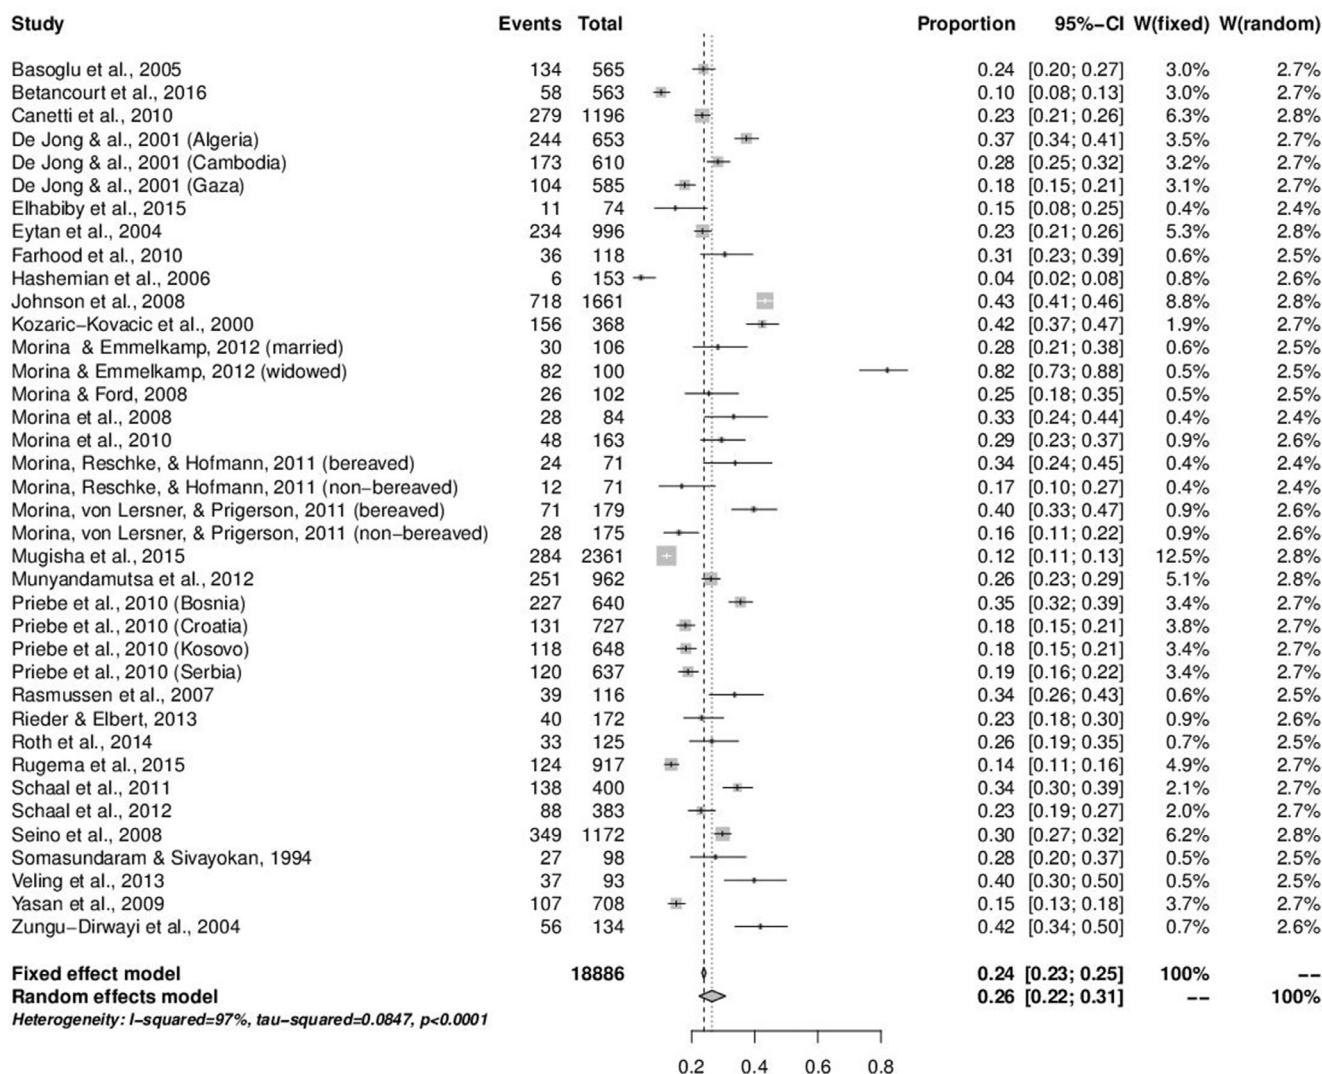 Study Events Total Proportion 95%−CI W(fixed) W(random)
Basoglu et al., 2005 134 565 0.24 [0.20; 0.27] 3.0% 2.7%
Betancourt et al., 2016 58 563 0.10 [0.08; 0.13] 3.0% 2.7%
Canetti et al., 2010 279 1196 0.23 [0.21; 0.26] 6.3% 2.8%
De Jong & al., 2001 (Algeria) 244 653 0.37 [0.34; 0.41] 3.5% 2.7%
De Jong & al., 2001 (Cambodia) 173 610 0.28 [0.25; 0.32] 3.2% 2.7%
De Jong & al., 2001 (Gaza) 104 585 0.18 [0.15; 0.21] 3.1% 2.7%
Elhabiby et al., 2015 11 74 0.15 [0.08; 0.25] 0.4% 2.4%
Eytan et al., 2004 234 996 0.23 [0.21; 0.26] 5.3% 2.8%
Farhood et al., 2010 36 118 0.31 [0.23; 0.39] 0.6% 2.5%
Hashemian et al., 2006 6 153 0.04 [0.02; 0.08] 0.8% 2.6%
Johnson et al., 2008 718 1661 0.43 [0.41; 0.46] 8.8% 2.8%
Kozaric−Kovacic et al., 2000 156 368 0.42 [0.37; 0.47] 1.9% 2.7%
Morina & Emmelkamp, 2012 (married) 30 106 0.28 [0.21; 0.38] 0.6% 2.5%
Morina & Emmelkamp, 2012 (widowed) 82 100 0.82 [0.73; 0.88] 0.5% 2.5%
Morina & Ford, 2008 26 102 0.25 [0.18; 0.35] 0.5% 2.5%
Morina et al., 2008 28 84 0.33 [0.24; 0.44] 0.4% 2.4%
Morina et al., 2010 48 163 0.29 [0.23; 0.37] 0.9% 2.6%
Morina, Reschke, & Hofmann, 2011 (bereaved) 24 71 0.34 [0.24; 0.45] 0.4% 2.4%
Morina, Reschke, & Hofmann, 2011 (non−bereaved) 12 71 0.17 [0.10; 0.27] 0.4% 2.4%
Morina, von Lersner, & Prigerson, 2011 (bereaved) 71 179 0.40 [0.33; 0.47] 0.9% 2.6%
Morina, von Lersner, & Prigerson, 2011 (non−bereaved) 28 175 0.16 [0.11; 0.22] 0.9% 2.6%
Mugisha et al., 2015 284 2361 0.12 [0.11; 0.13] 12.5% 2.8%
Munyandamutsa et al., 2012 251 962 0.26 [0.23; 0.29] 5.1% 2.8%
Priebe et al., 2010 (Bosnia) 227 640 0.35 [0.32; 0.39] 3.4% 2.7%
Priebe et al., 2010 (Croatia) 131 727 0.18 [0.15; 0.21] 3.8% 2.7%
Priebe et al., 2010 (Kosovo) 118 648 0.18 [0.15; 0.21] 3.4% 2.7%
Priebe et al., 2010 (Serbia) 120 637 0.19 [0.16; 0.22] 3.4% 2.7%
Rasmussen et al., 2007 39 116 0.34 [0.26; 0.43] 0.6% 2.5%
Rieder & Elbert, 2013 40 172 0.23 [0.18; 0.30] 0.9% 2.6%
Roth et al., 2014 33 125 0.26 [0.19; 0.35] 0.7% 2.5%
Rugema et al., 2015 124 917 0.14 [0.11; 0.16] 4.9% 2.7%
Schaal et al., 2011 138 400 0.34 [0.30; 0.39] 2.1% 2.7%
Schaal et al., 2012 88 383 0.23 [0.19; 0.27] 2.0% 2.7%
Seino et al., 2008 349 1172 0.30 [0.27; 0.32] 6.2% 2.8%
Somasundaram & Sivayokan, 1994 27 98 0.28 [0.20; 0.37] 0.5% 2.5%
Veling et al., 2013 37 93 0.40 [0.30; 0.50] 0.5% 2.5%
Yasan et al., 2009 107 708 0.15 [0.13; 0.18] 3.7% 2.7%
Zungu−Dirwayi et al., 2004 56 134 0.42 [0.34; 0.50] 0.7% 2.6%
Fixed effect model 18886 0.24 [0.23; 0.25] 100% −−
Random effects model 0.26 [0.22; 0.31] −− 100%
Heterogeneity: I−squared=97%, tau−squared=0.0847, p<0.0001
0.2 0.4 0.6 0.8